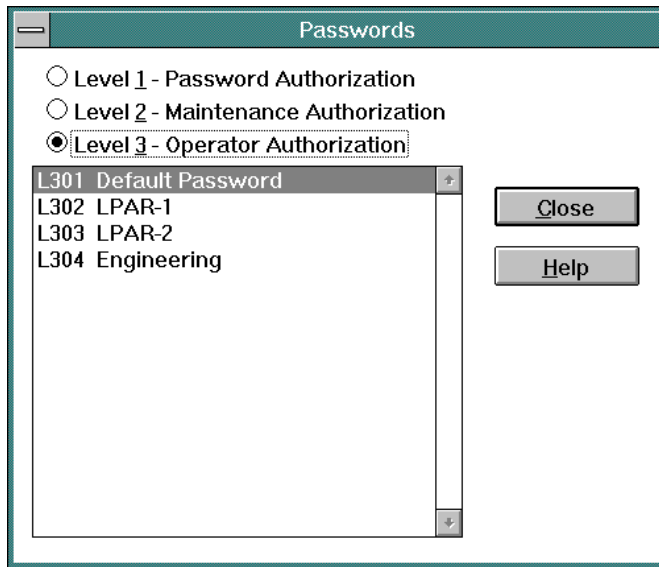 Passwords
Level 1 - Password Authorization
Level 2 - Maintenance Authorization
Level 3 - Operator Authorization
L301 Default Password
L302 LPAR-1
L303 LPAR-2
L304 Engineering
Close
Help